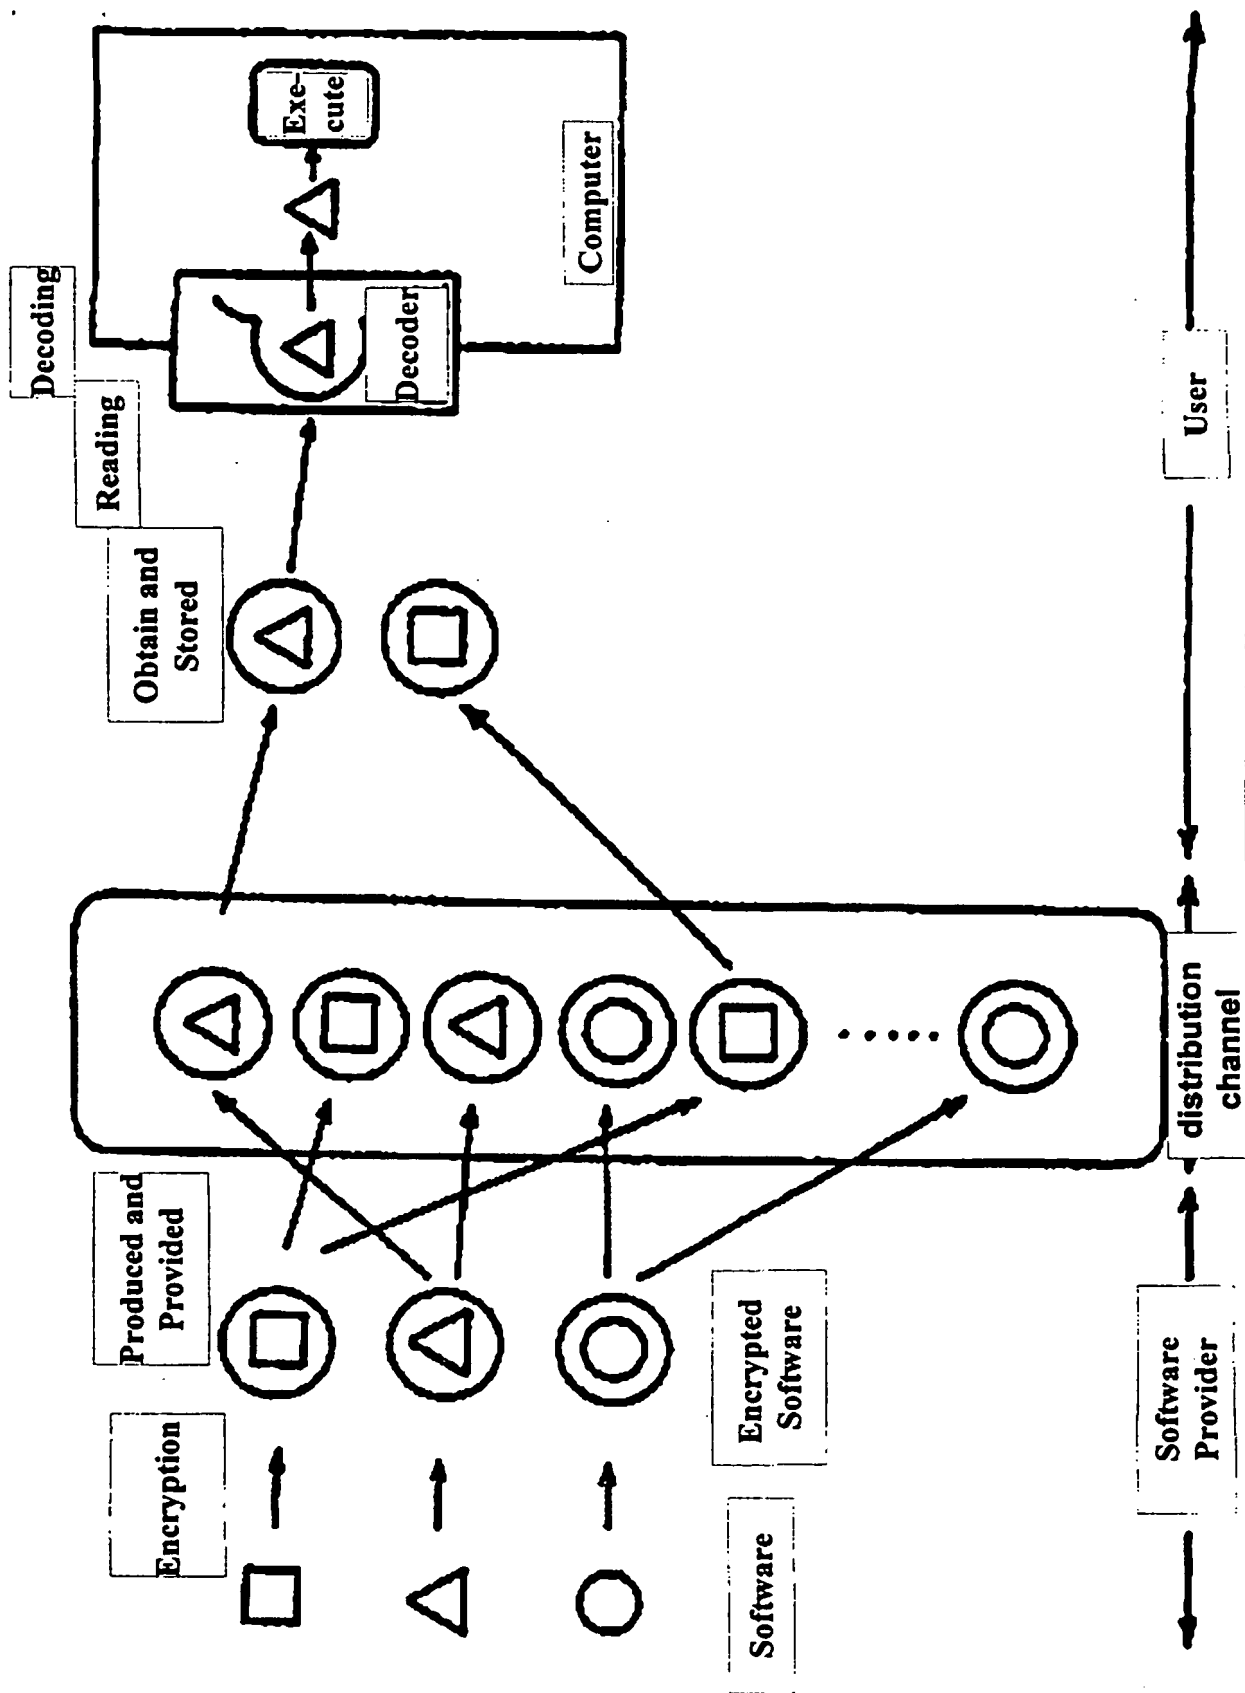 Encryption
Produced and
Provided
Obtain and
Stored
Reading
Decoding
Exe-
cute
Decoder
Computer
Software
Encrypted
Software
Software
Provider
distribution
channel
User